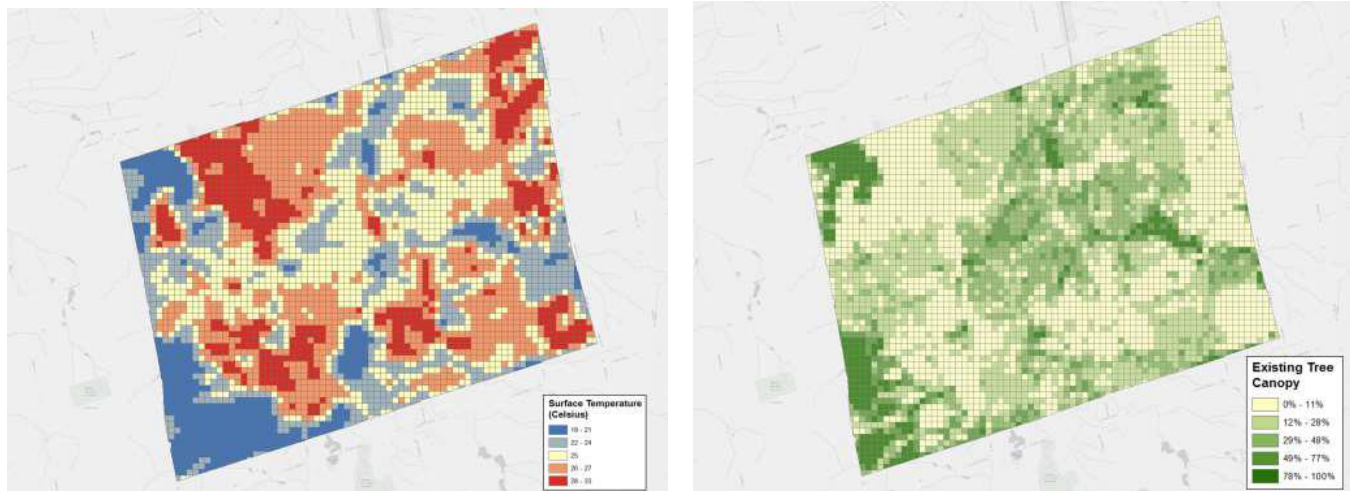 Surface Temperature
(Celsius)
19 - 21
22 - 24
25
26 - 27
28 - 33
Existing Tree
Canopy
0% - 11%
12% - 28%
29% - 48%
49% - 77%
78% - 100%